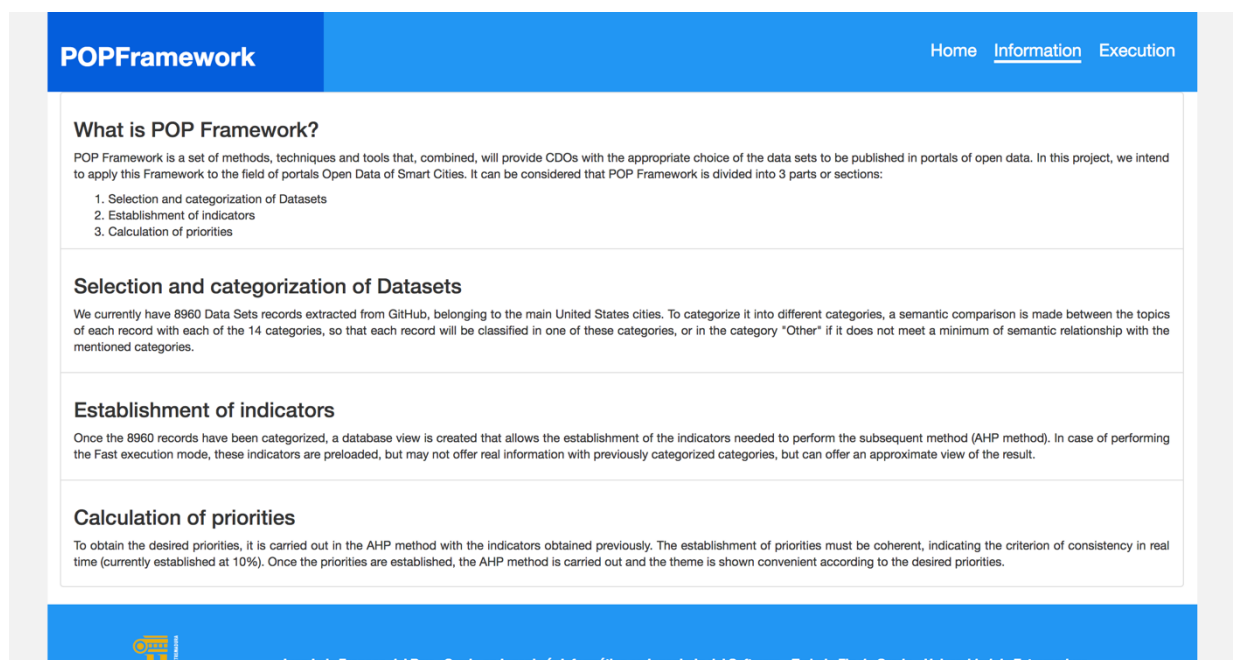 POPFramework
Home Information Execution
What is POP Framework?
POP Framework is a set of methods, techniques and tools that, combined, will provide CDOs with the appropriate choice of the data sets to be published in portals of open data. In this project, we intend
to apply this Framework to the field of portals Open Data of Smart Cities. It can be considered that POP Framework is divided into 3 parts or sections:
1. Selection and categorization of Datasets
2. Establishment of indicators
3. Calculation of priorities
Selection and categorization of Datasets
We currently have 8960 Data Sets records extracted from GitHub, belonging to the main United States cities. To categorize it into different categories, a semantic comparison is made between the topics
of each record with each of the 14 categories, so that each record will be classified in one of these categories, or in the category "Other" if it does not meet a minimum of semantic relationship with the
mentioned categories.
Establishment of indicators
Once the 8960 records have been categorized, a database view is created that allows the establishment of the indicators needed to perform the subsequent method (AHP method). In case of performing
the Fast execution mode, these indicators are preloaded, but may not offer real information with previously categorized categories, but can offer an approximate view of the result.
Calculation of priorities
To obtain the desired priorities, it is carried out in the AHP method with the indicators obtained previously. The establishment of priorities must be coherent, indicating the criterion of consistency in real
time (currently established at 10%). Once the priorities are established, the AHP method is carried out and the theme is shown convenient according to the desired priorities.